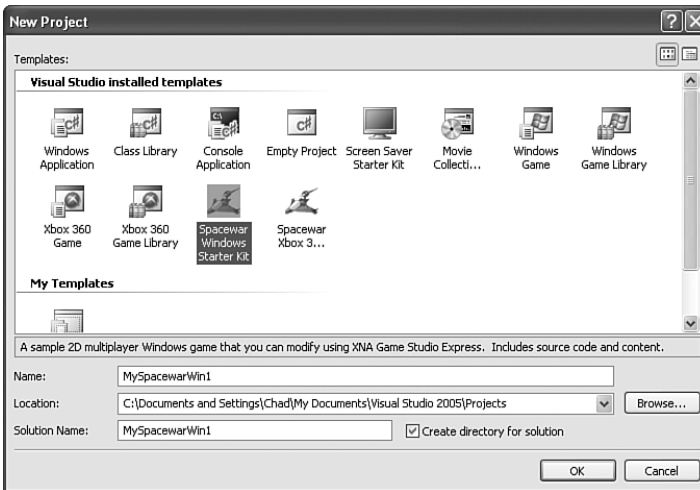 New Project
Templates:
Visual Studio installed templates
Windows Application
Class Library
Console Application
Empty Project
Screen Saver Starter Kit
Movie Collecti...
Windows Game
Windows Game Library
Xbox 360 Game
Xbox 360 Game Library
Spacewar Windows Starter Kit
Spacewar Xbox 3...
My Templates
A sample 2D multiplayer Windows game that you can modify using XNA Game Studio Express. Includes source code and content.
Name:
MySpacewarWin1
Location:
C:\Documents and Settings\Chad\My Documents\Visual Studio 2005\Projects
Browse...
Solution Name:
MySpacewarWin1
Create directory for solution
OK
Cancel